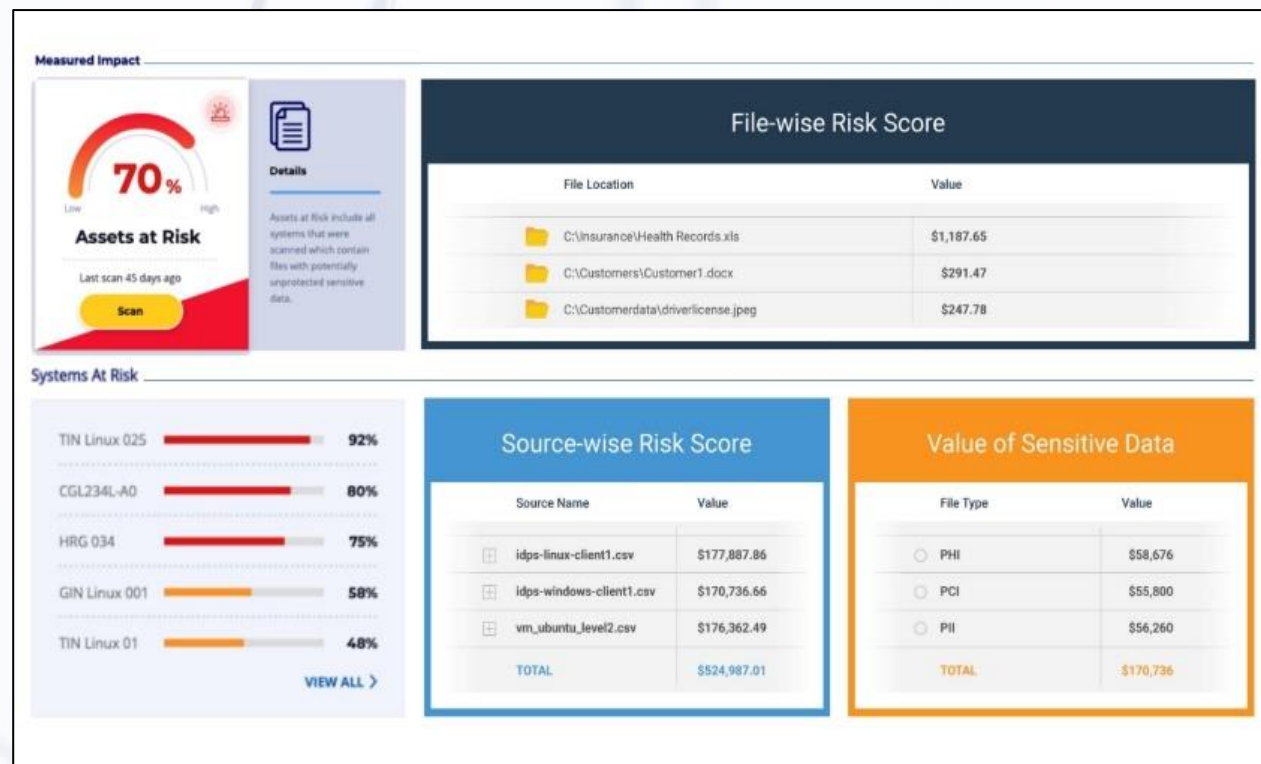 Measured Impact
70%
Low High
Assets at Risk
Last scan 45 days ago
Scan
Details
Assets at Risk include all
systems that were
scanned which contain
files with potentially
unprotected sensitive
data.
File-wise Risk Score
File Location Value
C:\Insurance\Health Records.xls $1,187.65
C:\Customers\Customer1.docx $291.47
C:\Customerdata\driverlicense.jpeg $247.78
Systems At Risk
TIN Linux 025 92%
CGL234L-A0 80%
HRG 034 75%
GIN Linux 001 58%
TIN Linux 01 48%
VIEW ALL >
Source-wise Risk Score
Source Name Value
idps-linux-client1.csv $177,887.86
idps-windows-client1.csv $170,736.66
vm_ubuntu_level2.csv $176,362.49
TOTAL $524,987.01
Value of Sensitive Data
File Type Value
PHI $58,676
PCI $55,800
PII $56,260
TOTAL $170,736